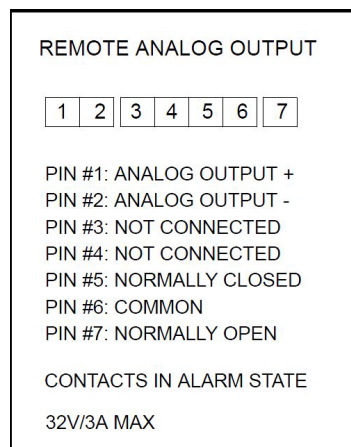 REMOTE ANALOG OUTPUT
1 2 3 4 5 6 7
PIN #1: ANALOG OUTPUT +
PIN #2: ANALOG OUTPUT -
PIN #3: NOT CONNECTED
PIN #4: NOT CONNECTED
PIN #5: NORMALLY CLOSED
PIN #6: COMMON
PIN #7: NORMALLY OPEN
CONTACTS IN ALARM STATE
32V/3A MAX